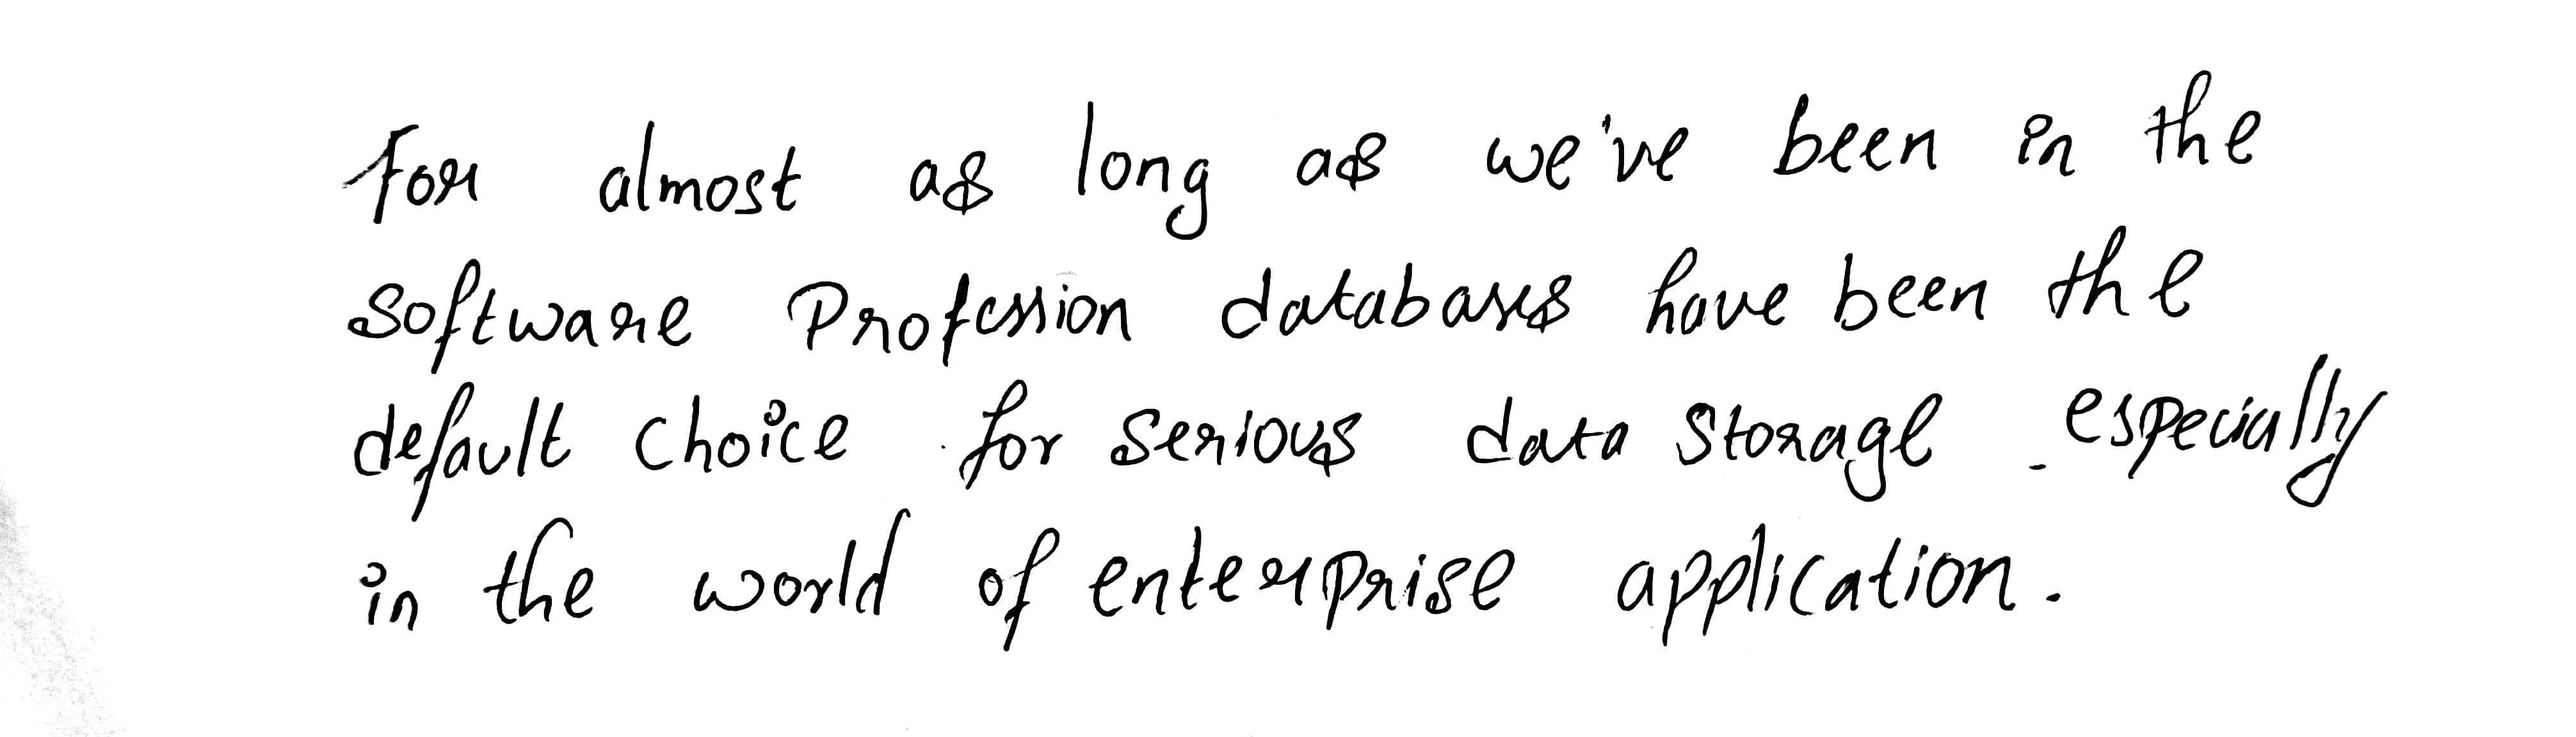 For almost as long as we've been in the
Software Profession databases have been the
default choice for Serious data Storage especially
in the world of enterprise application.